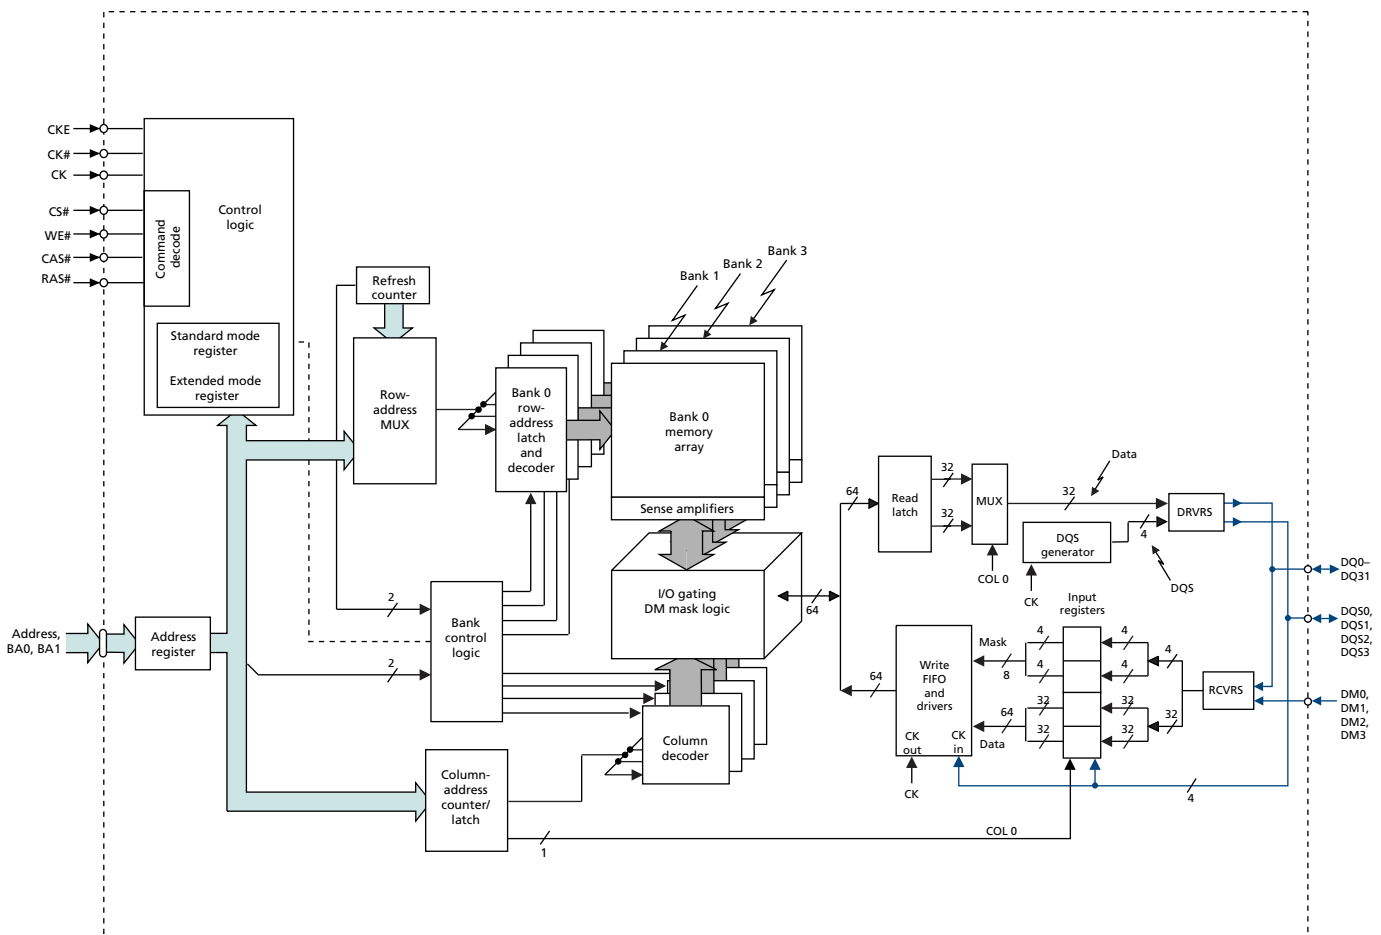 CKE
CK#
CK
CS#
WE#
CAS#
RAS#
Command
decode
Control
logic
Standard mode
register
Extended mode
register
Refresh
counter
Row-
address
MUX
Bank 0
row-
address
latch
and
decoder
Bank 1
Bank 2
Bank 3
Bank 0
memory
array
Sense amplifiers
I/O gating
DM mask logic
2
2
Bank
control
logic
Address,
BA0, BA1
Address
register
Column-
address
counter/
latch
Column
decoder
1
COL 0
64
64
64
Read
latch
32
32
MUX
COL 0
Data
32
DQS
generator
CK
4
DQS
DRVRS
DQ0–
DQ31
DQS0,
DQS1,
DQS2,
DQS3
DM0,
DM1,
DM2,
DM3
Input
registers
Write
FIFO
and
drivers
CK
out
CK
in
CK
Mask
8
64
Data
4
4
32
32
4
4
32
32
4
32
RCVRS
4